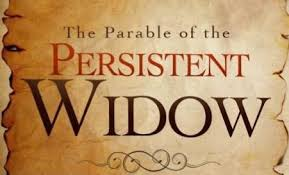 The Parable of the
PERSISTENT
WIDOW